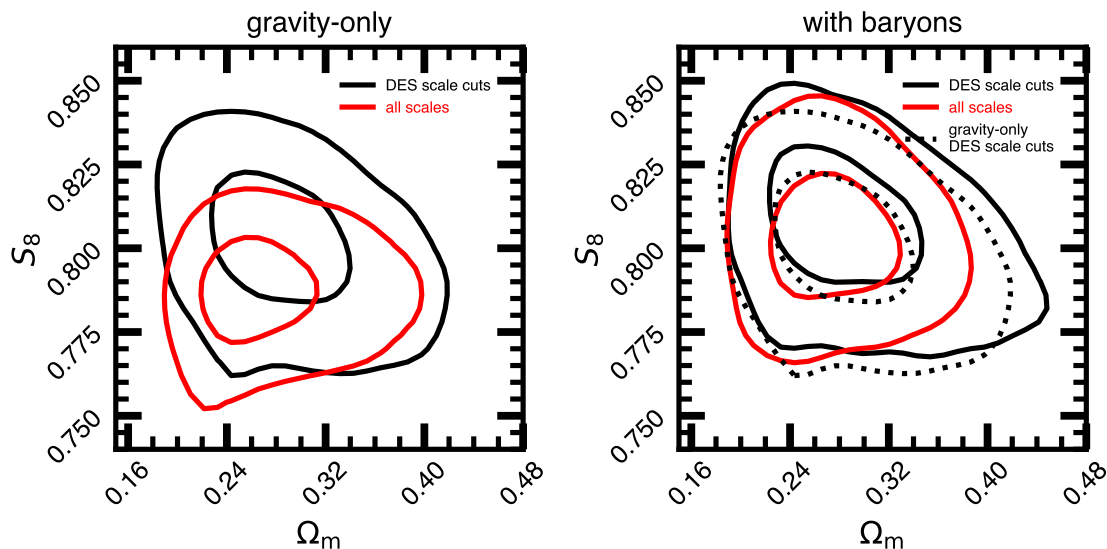 gravity-only
DES scale cuts
all scales
S8
0.850
0.825
0.800
0.775
0.750
0.16
0.24
0.32
0.40
0.48
Ωm
with baryons
DES scale cuts
all scales
gravity-only
DES scale cuts
S8
0.850
0.825
0.800
0.775
0.750
0.16
0.24
0.32
0.40
0.48
Ωm